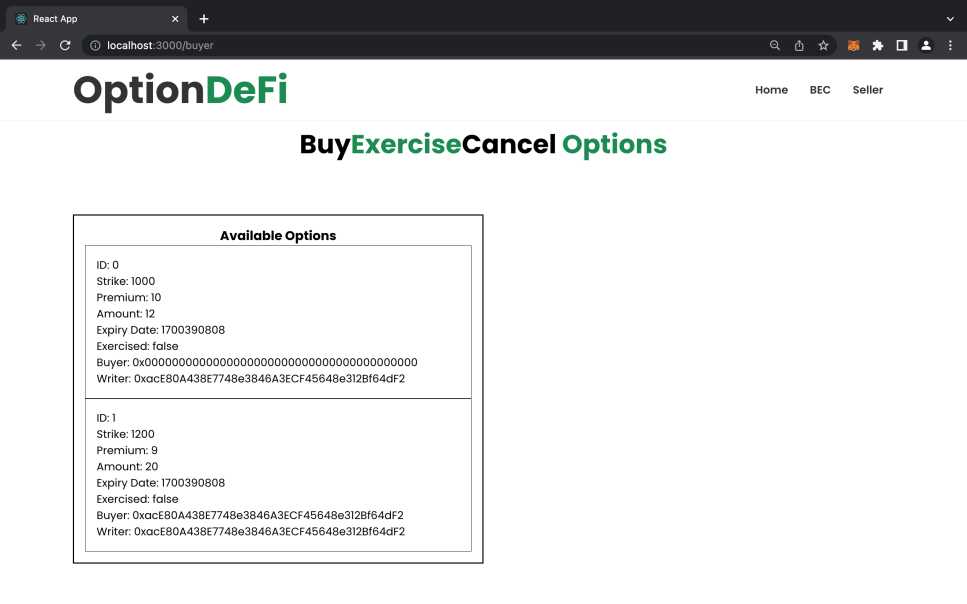 React App
localhost:3000/buyer
OptionDeFi
Home BEC Seller
BuyExerciseCancel Options
Available Options
ID: 0
Strike: 1000
Premium: 10
Amount: 12
Expiry Date: 1700390808
Exercised: false
Buyer: 0x0000000000000000000000000000000000000000
Writer: 0xacE80A438E7748e3846A3ECF45648e312Bf64dF2
ID: 1
Strike: 1200
Premium: 9
Amount: 20
Expiry Date: 1700390808
Exercised: false
Buyer: 0xacE80A438E7748e3846A3ECF45648e312Bf64dF2
Writer: 0xacE80A438E7748e3846A3ECF45648e312Bf64dF2